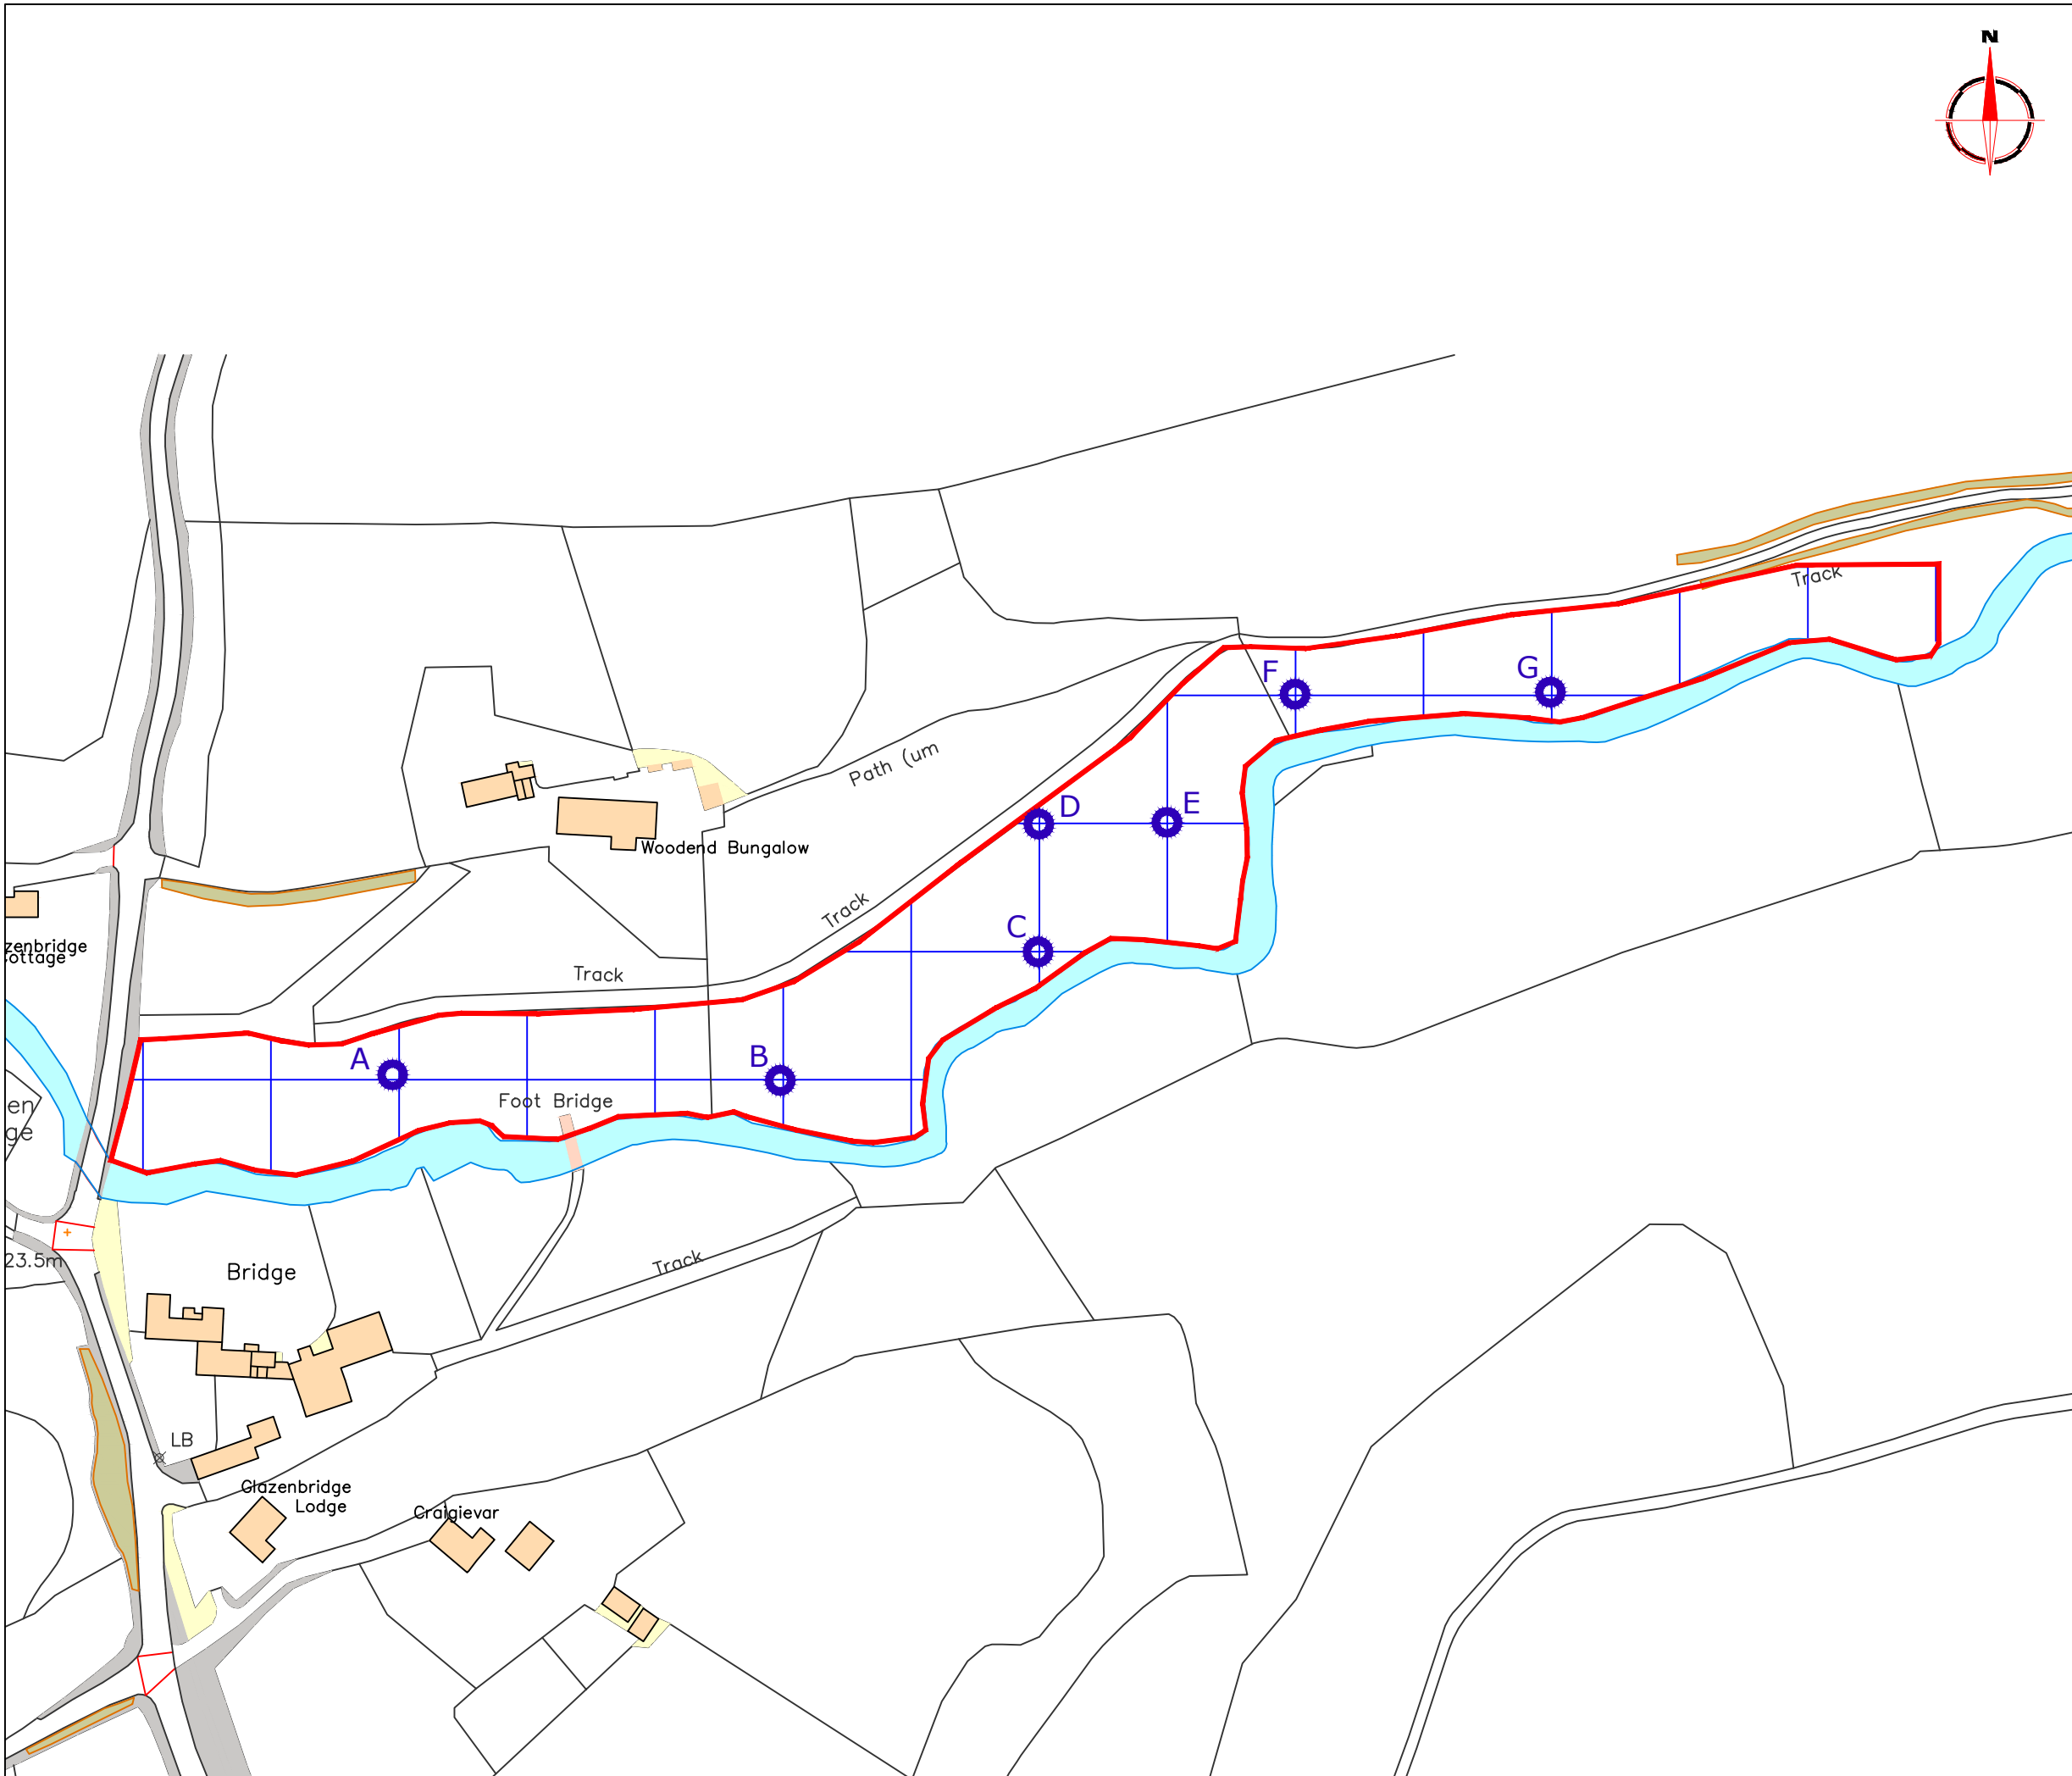 N
Track
F
G
Path (um
D
E
Woodend Bungalow
Track
C
zenbridge
ottage
Track
A
B
Foot Bridge
en
ge
23.5m
Track
Bridge
LB
Glazenbridge
Lodge
Craigievar